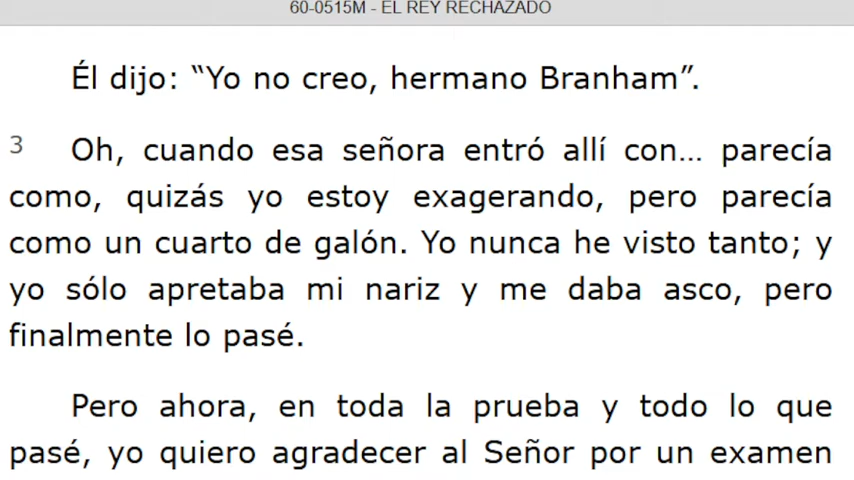 60-0515M - EL REY RECHAZADO
Él dijo: “Yo no creo, hermano Branham”.
3 Oh, cuando esa señora entró allí con... parecía
como, quizás yo estoy exagerando, pero parecía
como un cuarto de galón. Yo nunca he visto tanto; y
yo sólo apretaba mi nariz y me daba asco, pero
finalmente lo pasé.
Pero ahora, en toda la prueba y todo lo que
pasé, yo quiero agradecer al Señor por un examen